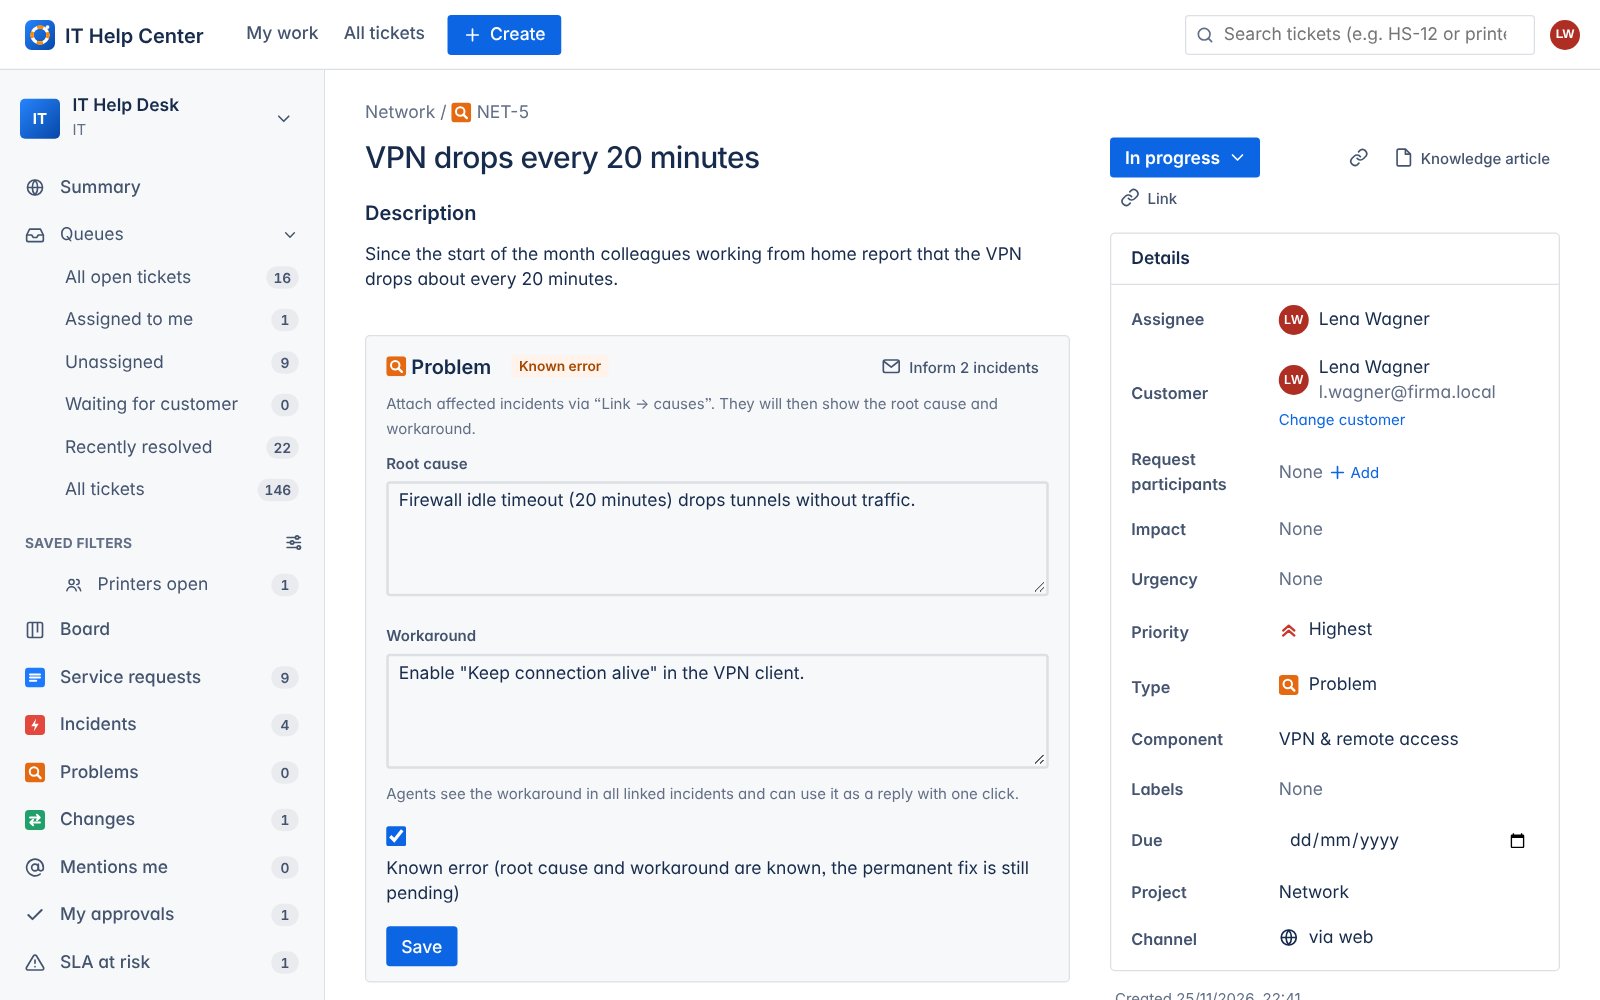 IT Help Center
My work
All tickets
Create
Search tickets (e.g. HS-12 or printe
LW
IT
IT Help Desk
IT
Summary
Queues
All open tickets 16
Assigned to me 1
Unassigned 9
Waiting for customer 0
Recently resolved 22
All tickets 146
SAVED FILTERS
Printers open 1
Board
Service requests 9
Incidents 4
Problems 0
Changes 1
Mentions me 0
My approvals 1
SLA at risk 1
Network / NET-5
VPN drops every 20 minutes
Description
Since the start of the month colleagues working from home report that the VPN
drops about every 20 minutes.
Problem Known error
Inform 2 incidents
Attach affected incidents via “Link → causes”. They will then show the root cause and
workaround.
Root cause
Firewall idle timeout (20 minutes) drops tunnels without traffic.
Workaround
Enable "Keep connection alive" in the VPN client.
Agents see the workaround in all linked incidents and can use it as a reply with one click.
Known error (root cause and workaround are known, the permanent fix is still
pending)
Save
In progress
Knowledge article
Link
Details
Assignee LW Lena Wagner
Customer LW Lena Wagner
l.wagner@firma.local
Change customer
Request
participants
None + Add
Impact None
Urgency None
Priority Highest
Type Problem
Component VPN & remote access
Labels None
Due dd/mm/yyyy
Project Network
Channel via web
Created 25/11/2026, 22:41